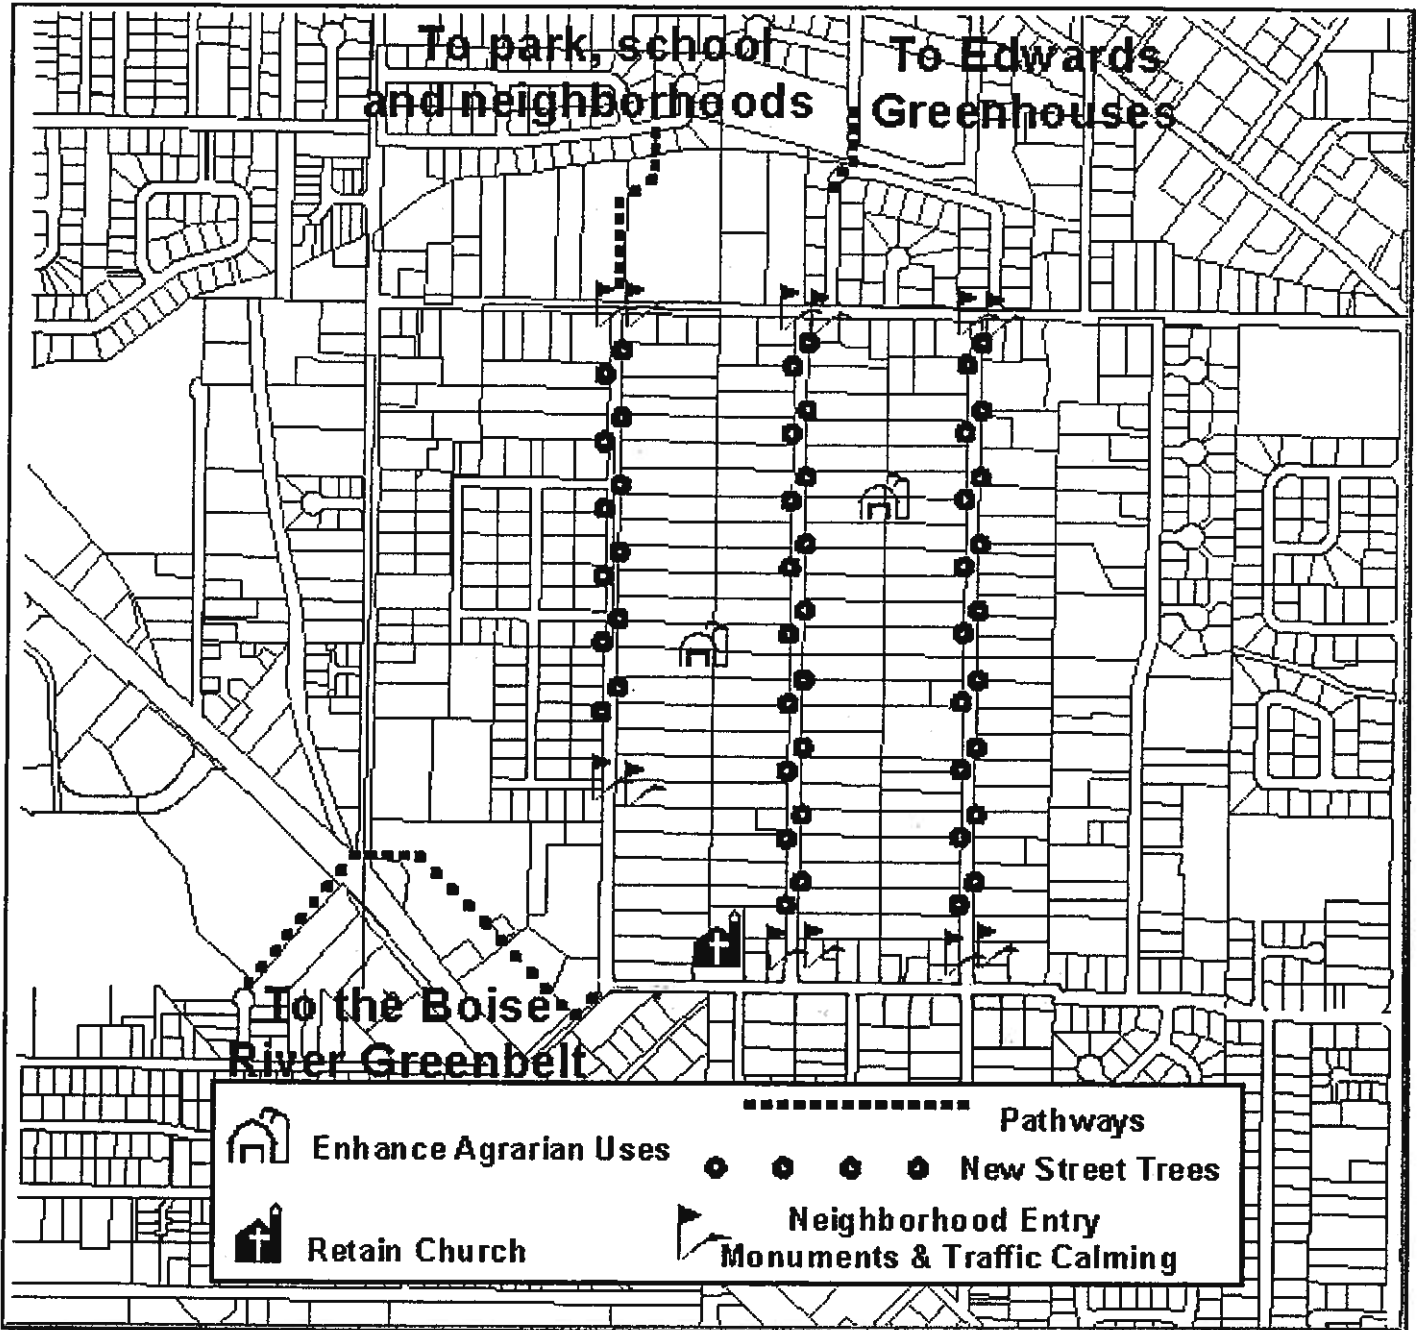 To park, school
and neighborhoods
To Edwards
Greenhouses
To the Boise
River Greenbelt
Enhance Agrarian Uses
Retain Church
Pathways
New Street Trees
Neighborhood Entry
Monuments & Traffic Calming